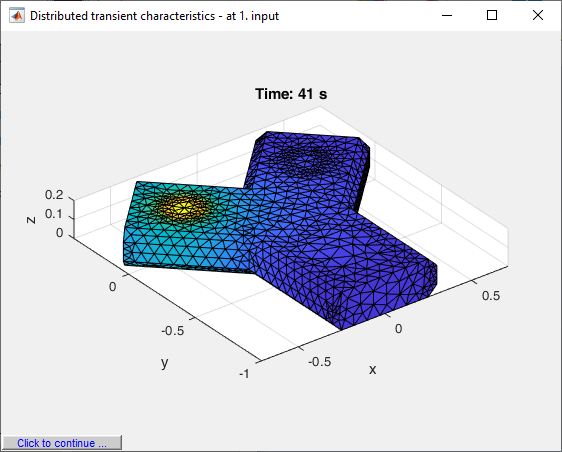 Distributed transient characteristics - at 1. input
Time: 41 s
0.2
0.1
0
z
0
-0.5
-1
y
-0.5
0
0.5
x
Click to continue ...